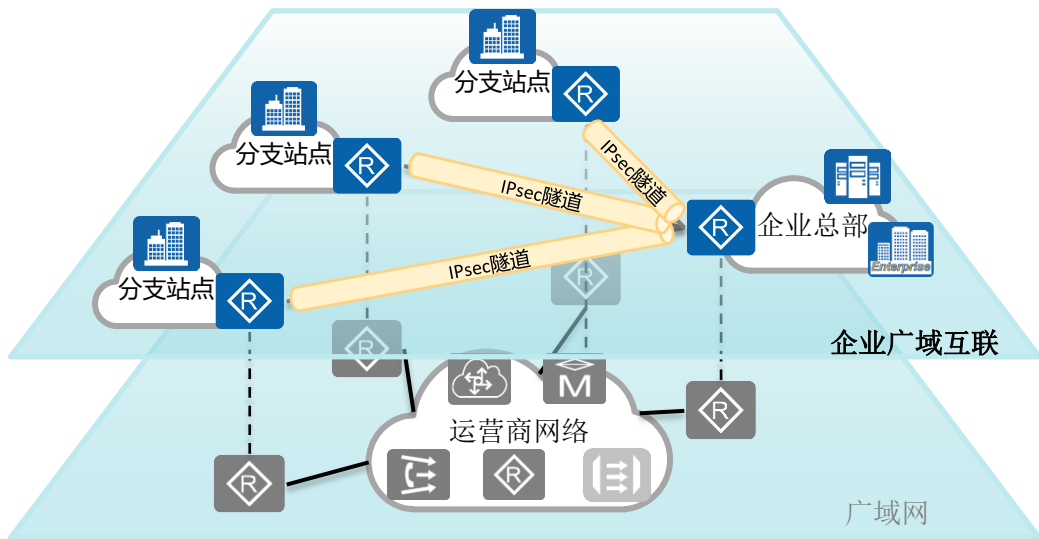 分支站点
R
分支站点
R
IPsec隧道
IPsec隧道
R
企业总部
Enterprise
分支站点
R
IPsec隧道
R
R
企业广域互联
M
R
运营商网络
R
R
广域网